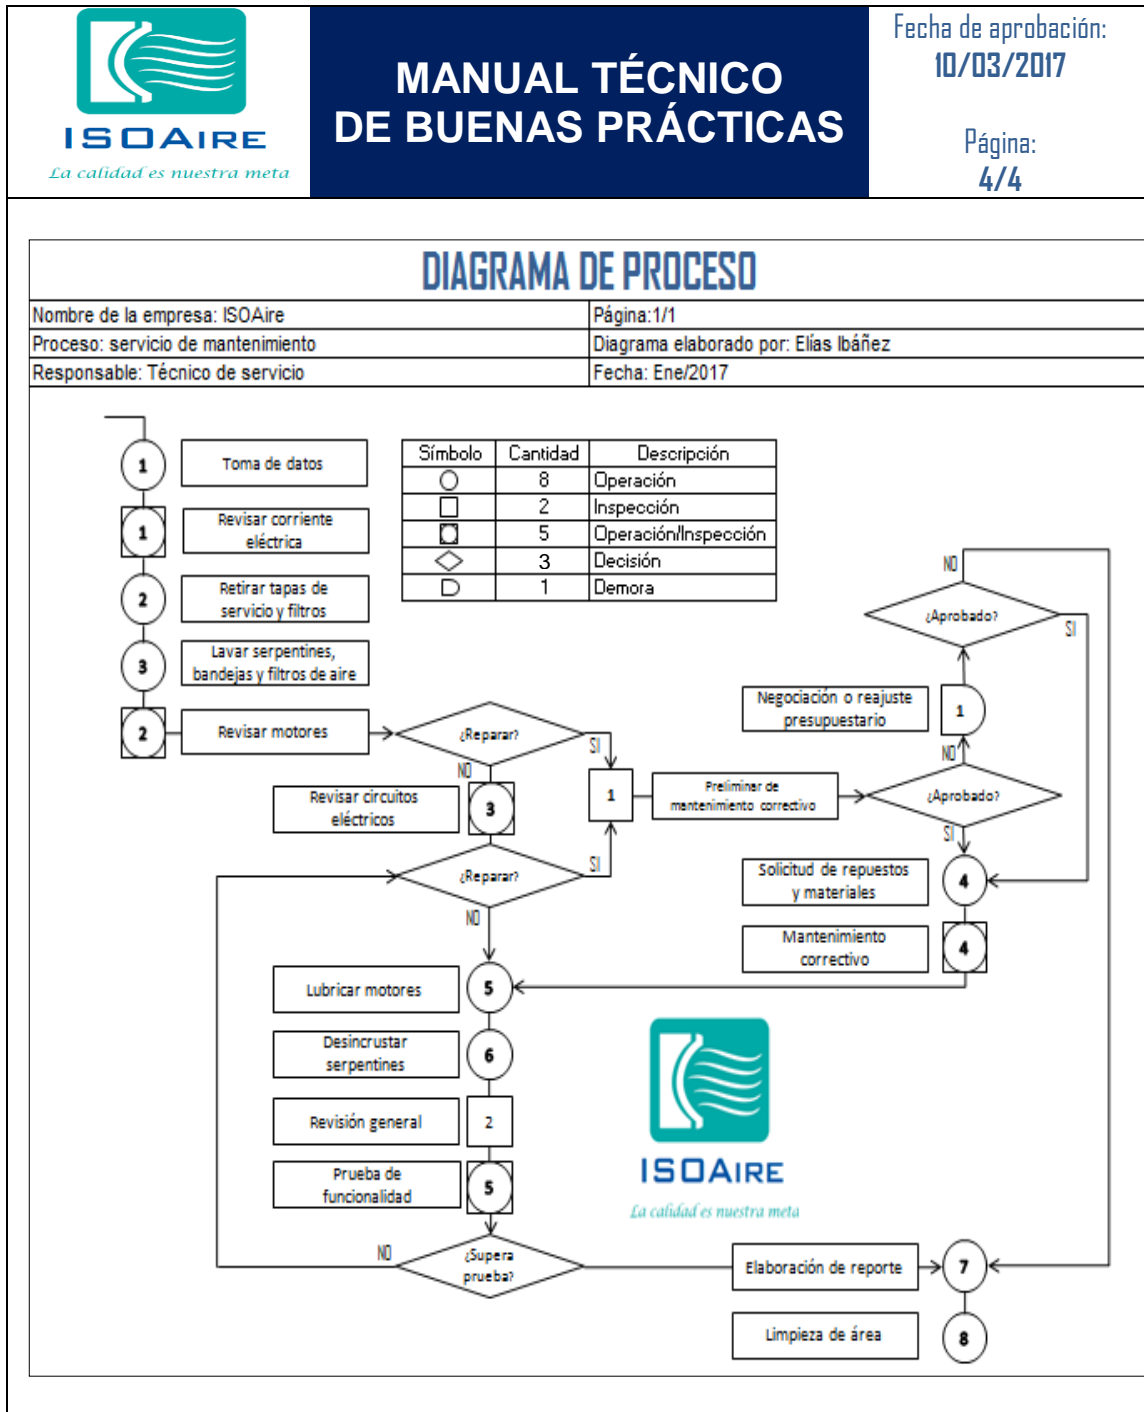 ISOAIRE
La calidad es nuestra meta
MANUAL TÉCNICO
DE BUENAS PRÁCTICAS
Fecha de aprobación:
10/03/2017
Página:
4/4
DIAGRAMA DE PROCESO
Nombre de la empresa: ISOAire
Página:1/1
Proceso: servicio de mantenimiento
Diagrama elaborado por: Elías Ibáñez
Responsable: Técnico de servicio
Fecha: Ene/2017
1
Toma de datos
Símbolo Cantidad Descripción
8 Operación
2 Inspección
5 Operación/Inspección
3 Decisión
1 Demora
1
Revisar corriente
eléctrica
2
Retirar tapas de
servicio y filtros
3
Lavar serpentines,
bandejas y filtros de aire
2
Revisar motores
¿Reparar?
SI
NO
Revisar circuitos
eléctricos
3
¿Reparar?
SI
NO
1
Preliminar de
mantenimiento correctivo
¿Aprobado?
NO
SI
Negociación o reajuste
presupuestario
1
¿Aprobado?
NO
SI
Solicitud de repuestos
y materiales
4
Mantenimiento
correctivo
4
Lubricar motores
5
Desincrustar
serpentines
6
Revisión general
2
Prueba de
funcionalidad
5
¿Supera
prueba?
NO
ISOAIRE
La calidad es nuestra meta
Elaboración de reporte
7
Limpieza de área
8